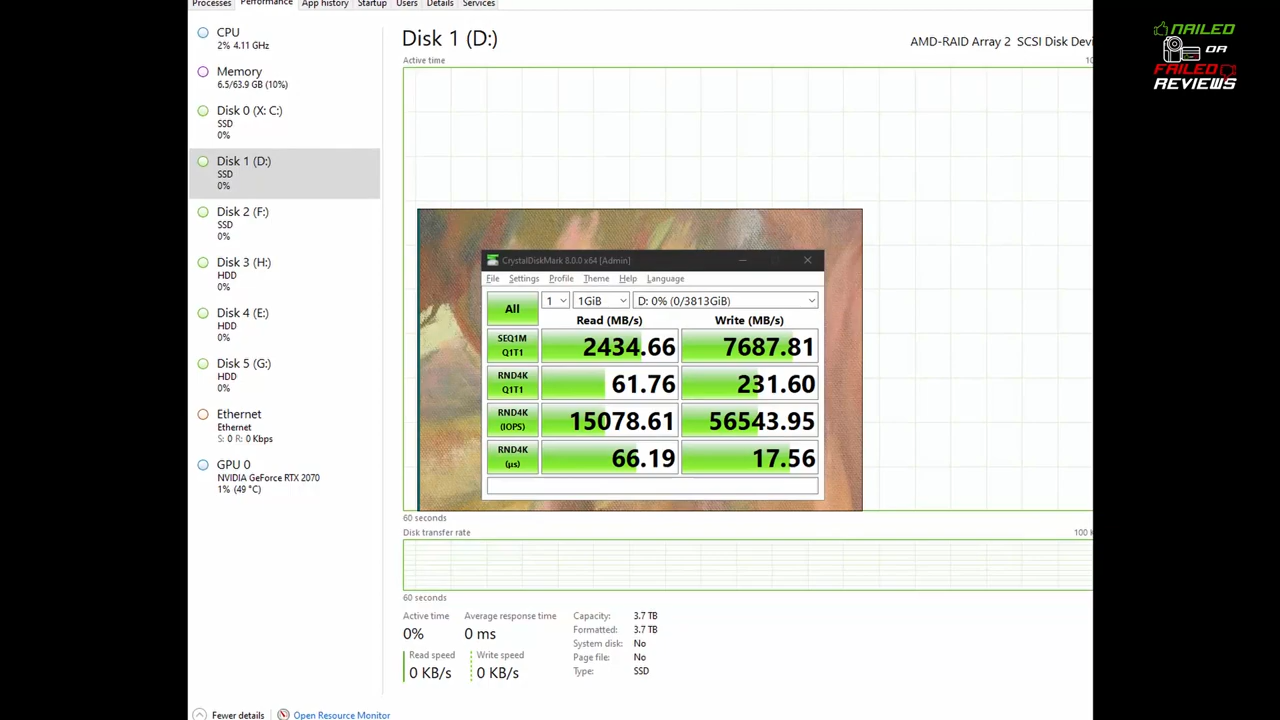 Processes Performance App history Startup Users Details Services
CPU
2% 4.11 GHz
Memory
6.5/63.9 GB (10%)
Disk 0 (X: C:)
SSD
0%
Disk 1 (D:)
SSD
0%
Disk 2 (F:)
SSD
0%
Disk 3 (H:)
HDD
0%
Disk 4 (E:)
HDD
0%
Disk 5 (G:)
HDD
0%
Ethernet
Ethernet
S: 0 R: 0 Kbps
GPU 0
NVIDIA GeForce RTX 2070
1% (49 °C)
Disk 1 (D:)
AMD-RAID Array 2 SCSI Disk Devi
Active time
10
CrystalDiskMark 8.0.0 x64 [Admin]
File Settings Profile Theme Help Language
All 1 1GiB D: 0% (0/3813GiB)
Read (MB/s) Write (MB/s)
SEQ1M
Q1T1
2434.66 7687.81
RND4K
Q1T1
61.76 231.60
RND4K
(IOPS)
15078.61 56543.95
RND4K
(µs)
66.19 17.56
60 seconds
Disk transfer rate
100 k
60 seconds
Active time
0%
Average response time
0 ms
Read speed
0 KB/s
Write speed
0 KB/s
Capacity: 3.7 TB
Formatted: 3.7 TB
System disk: No
Page file: No
Type: SSD
Fewer details Open Resource Monitor
NAILED
OR
FAILED
REVIEWS